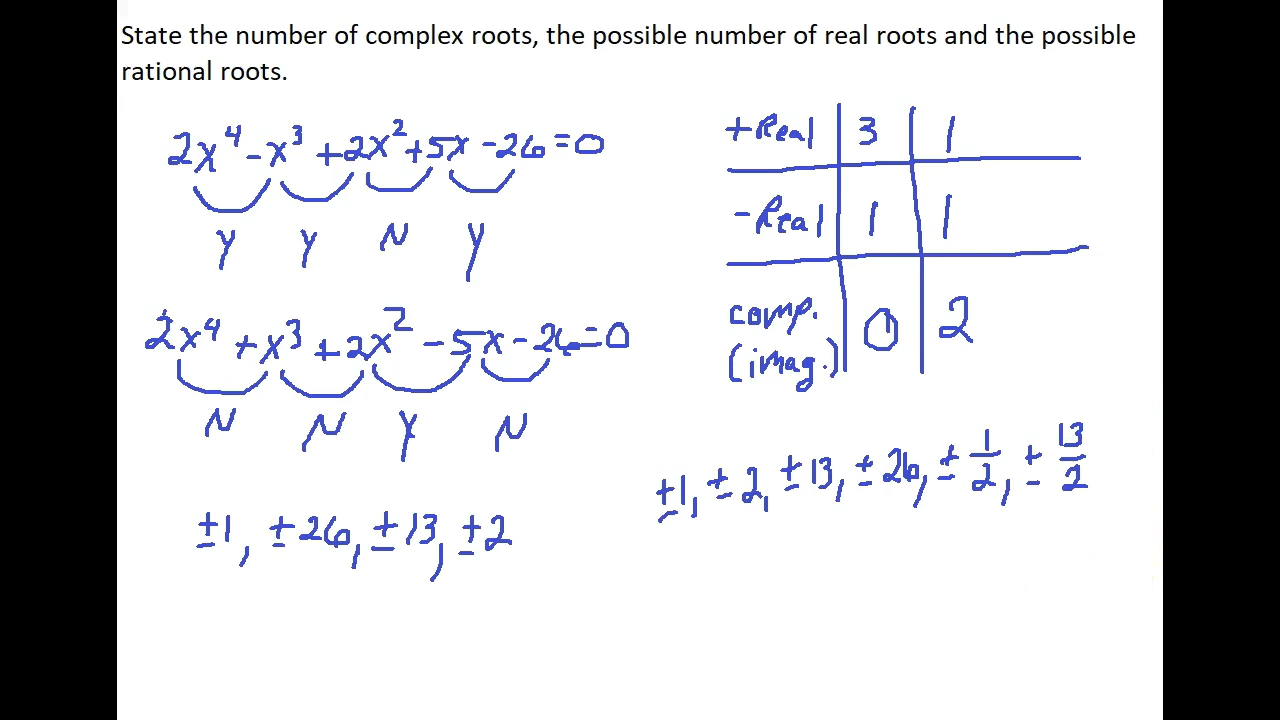 State the number of complex roots, the possible number of real roots and the possible
rational roots.
2x⁴ - x³ + 2x² + 5x - 26 = 0
Y Y N Y
2x⁴ + x³ + 2x² - 5x - 26 = 0
N N Y N
±1, ±26, ±13, ±2
+Real 3 1
-Real 1 1
comp. 0 2
(imag.)
±1, ±2, ±13, ±26, ±1/2, ±13/2